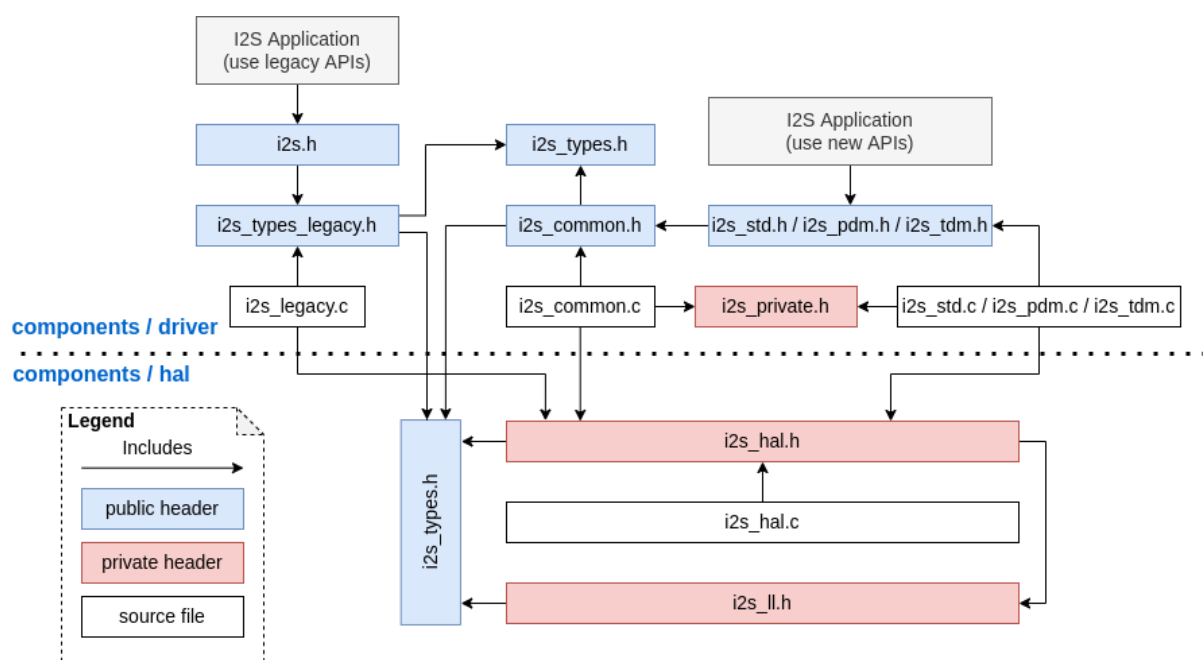 I2S Application
(use legacy APIs)
I2S Application
(use new APIs)
i2s.h
i2s_types.h
i2s_types_legacy.h
i2s_common.h
i2s_std.h / i2s_pdm.h / i2s_tdm.h
i2s_legacy.c
i2s_common.c
i2s_private.h
i2s_std.c / i2s_pdm.c / i2s_tdm.c
components / driver
components / hal
Legend
Includes
public header
private header
source file
i2s_types.h
i2s_hal.h
i2s_hal.c
i2s_ll.h